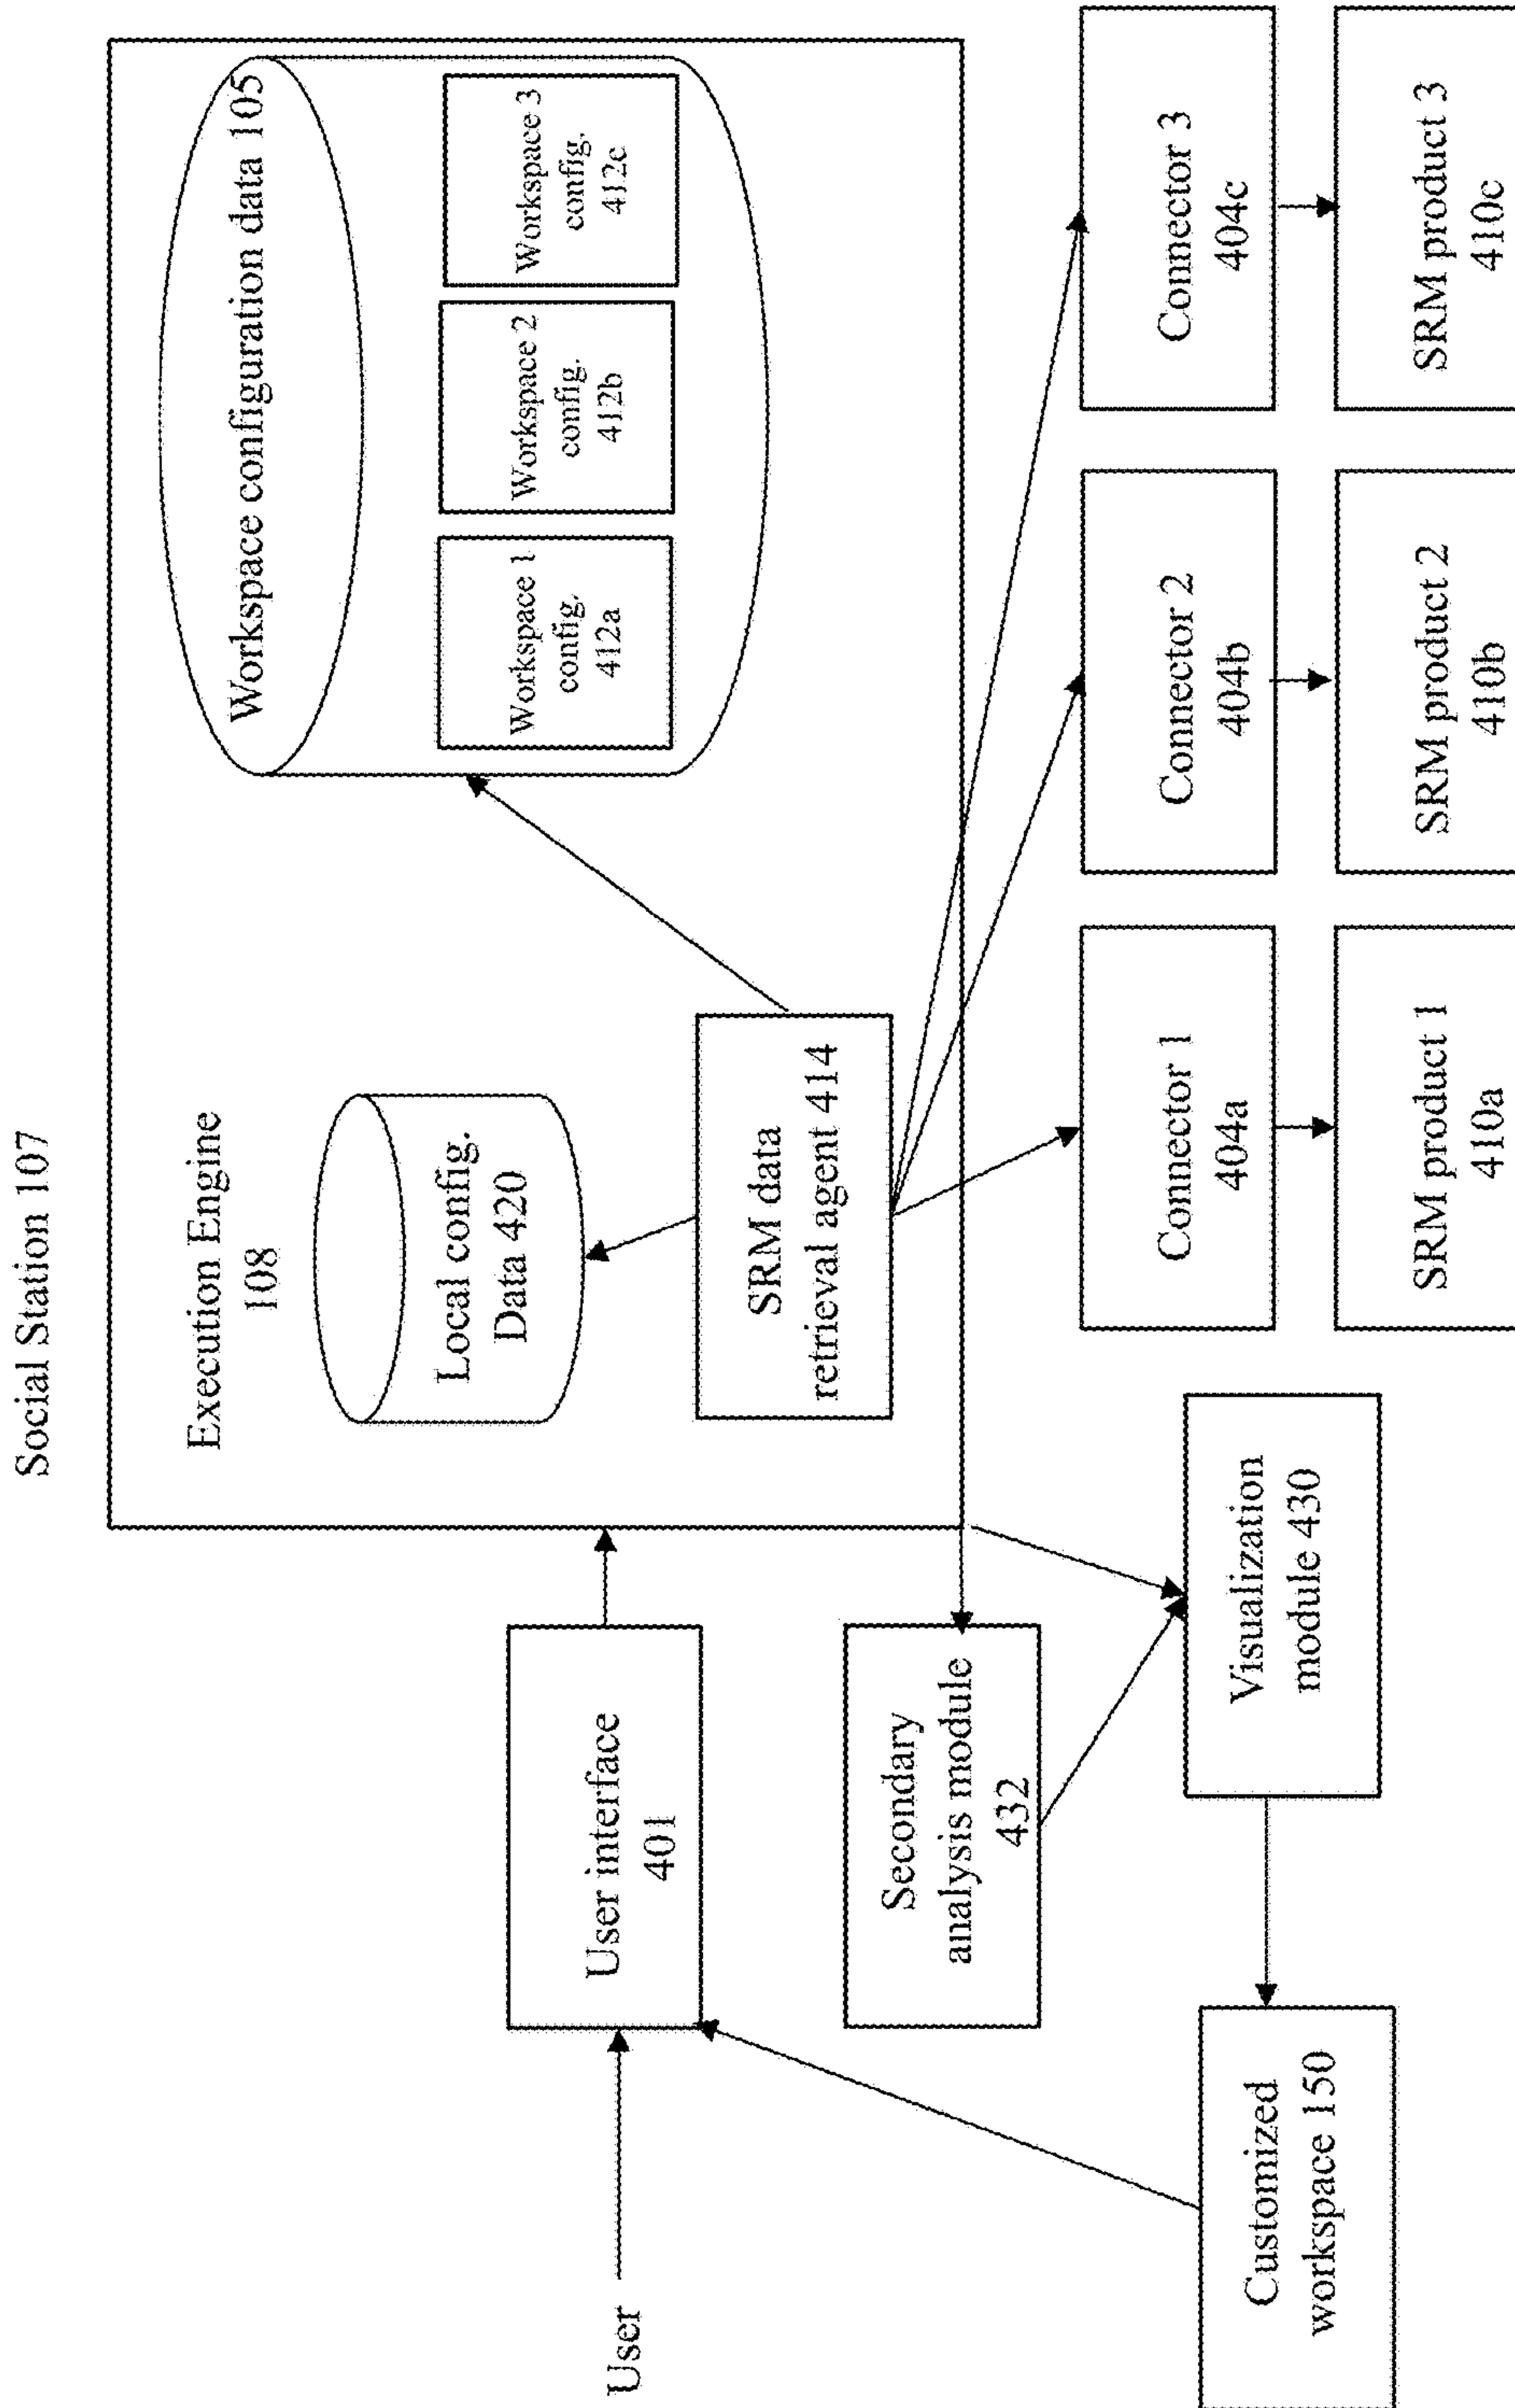 Social Station 107
Execution Engine
108
Workspace configuration data 105
Workspace 1
config.
412a
Workspace 2
config.
412b
Workspace 3
config.
412c
Local config.
Data 420
SRM data
retrieval agent 414
User
User interface
401
Secondary
analysis module
432
Visualization
module 430
Customized
workspace 150
Connector 1
404a
Connector 2
404b
Connector 3
404c
SRM product 1
410a
SRM product 2
410b
SRM product 3
410c